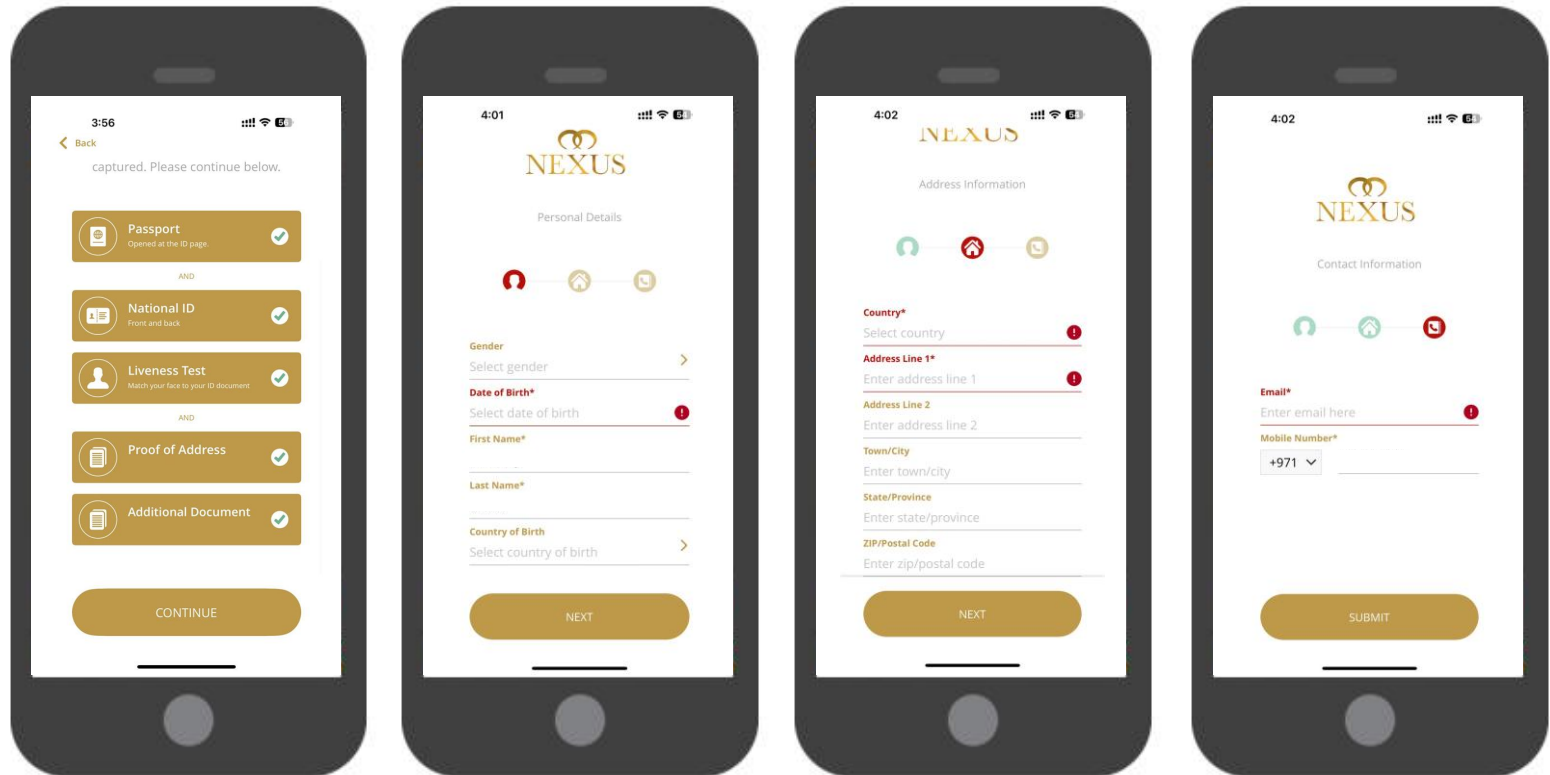 3:56
Back
captured. Please continue below.
Passport
Opened at the ID page.
AND
National ID
Front and back
Liveness Test
Match your face to your ID document
AND
Proof of Address
Additional Document
CONTINUE
4:01
NEXUS
Personal Details
Gender
Select gender
Date of Birth*
Select date of birth
First Name*
Last Name*
Country of Birth
Select country of birth
NEXT
4:02
NEXUS
Address Information
Country*
Select country
Address Line 1*
Enter address line 1
Address Line 2
Enter address line 2
Town/City
Enter town/city
State/Province
Enter state/province
ZIP/Postal Code
Enter zip/postal code
NEXT
4:02
NEXUS
Contact Information
Email*
Enter email here
Mobile Number*
+971
SUBMIT